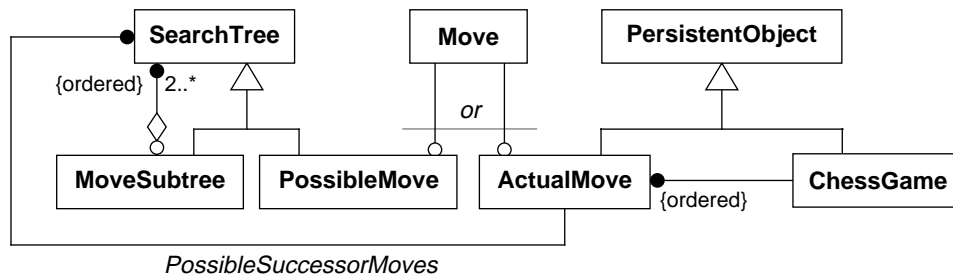 SearchTree
Move
PersistentObject
{ordered}
2..*
or
MoveSubtree
PossibleMove
ActualMove
ChessGame
{ordered}
PossibleSuccessorMoves